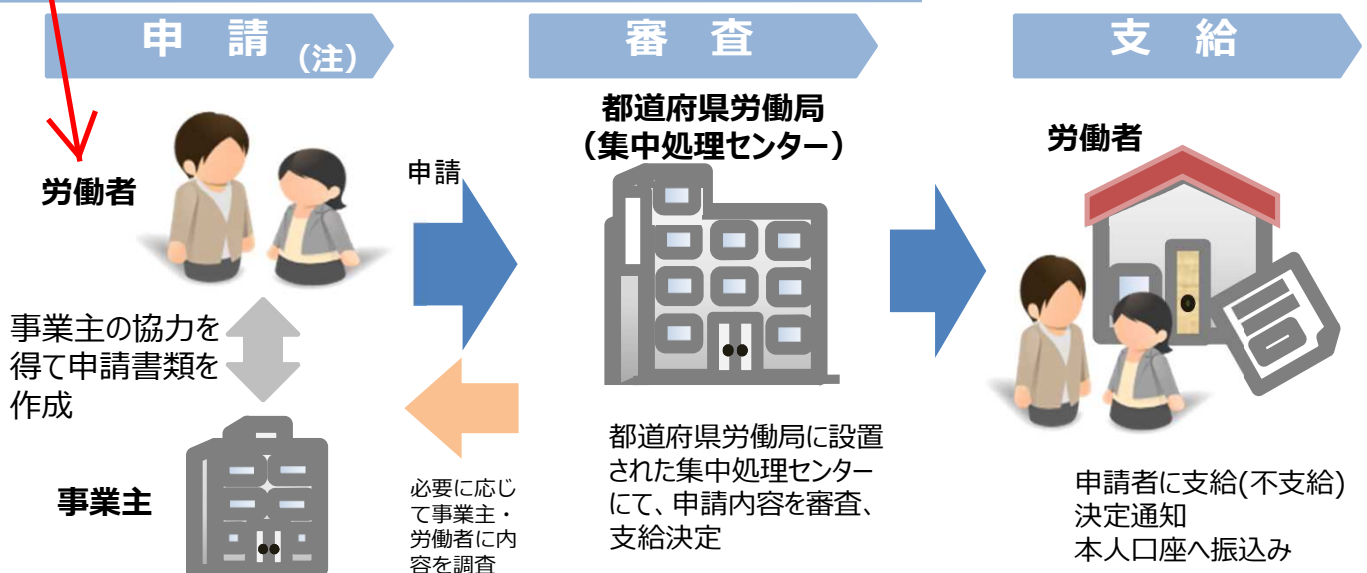 申 請 (注)
審 査
支 給
労働者
申請
事業主の協力を
得て申請書類を
作成
事業主
必要に応じ
て事業主・
労働者に内
容を調査
都道府県労働局
（集中処理センター）
都道府県労働局に設置
された集中処理センター
にて、申請内容を審査、
支給決定
労働者
申請者に支給(不支給)
決定通知
本人口座へ振込み